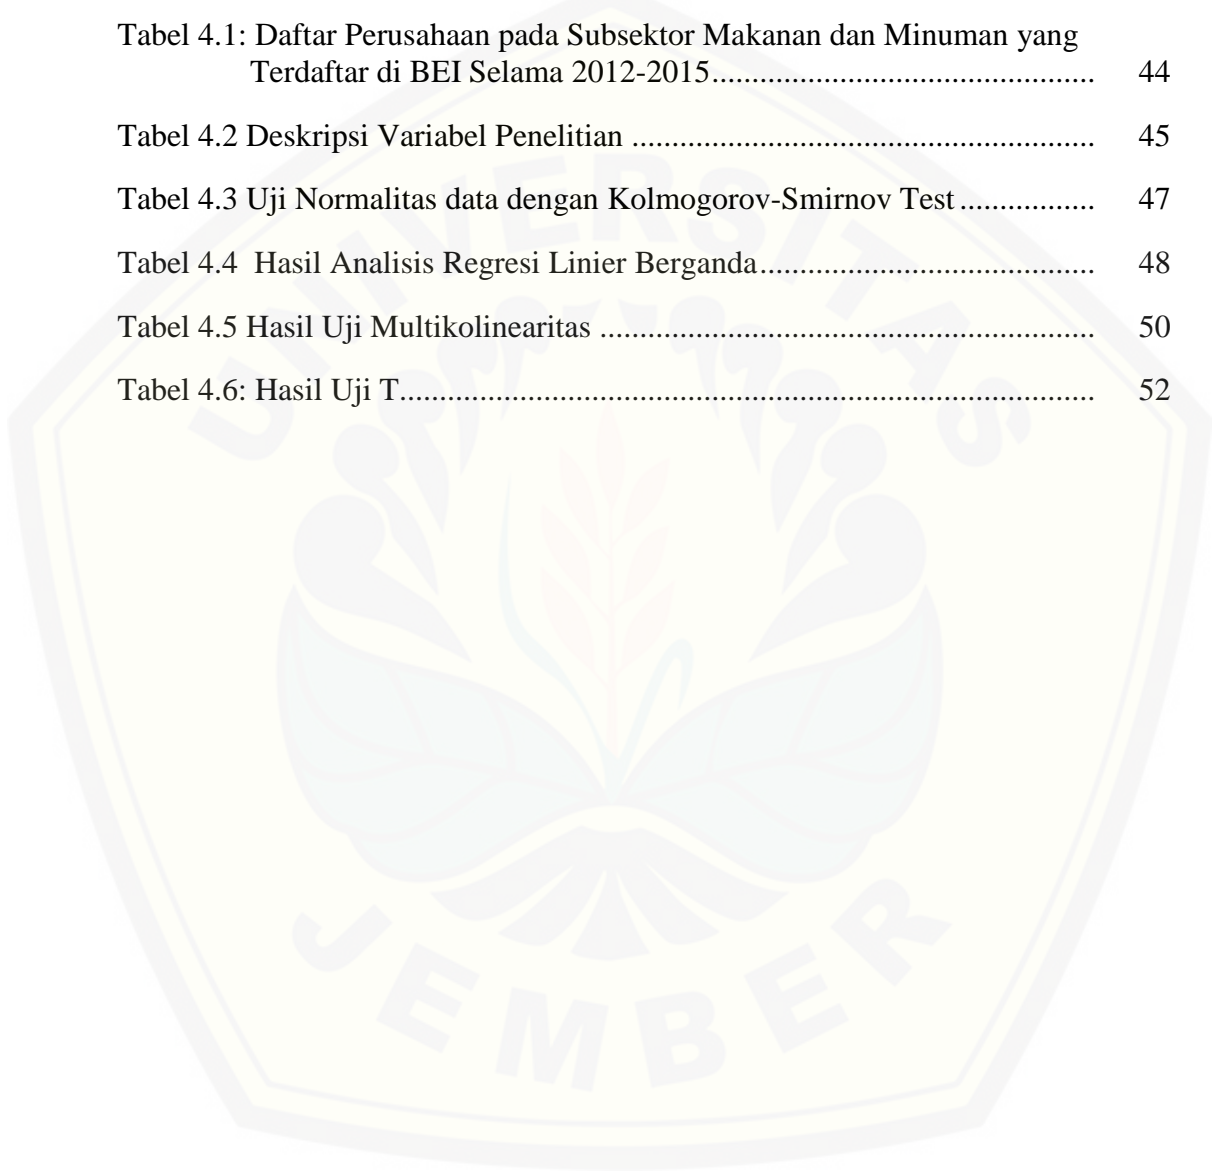 Tabel 4.1: Daftar Perusahaan pada Subsektor Makanan dan Minuman yang
Terdaftar di BEI Selama 2012-2015................................................ 44
Tabel 4.2 Deskripsi Variabel Penelitian .......................................................... 45
Tabel 4.3 Uji Normalitas data dengan Kolmogorov-Smirnov Test ................. 47
Tabel 4.4 Hasil Analisis Regresi Linier Berganda.......................................... 48
Tabel 4.5 Hasil Uji Multikolinearitas .............................................................. 50
Tabel 4.6: Hasil Uji T....................................................................................... 52
UNIVERSITAS
JEMBER